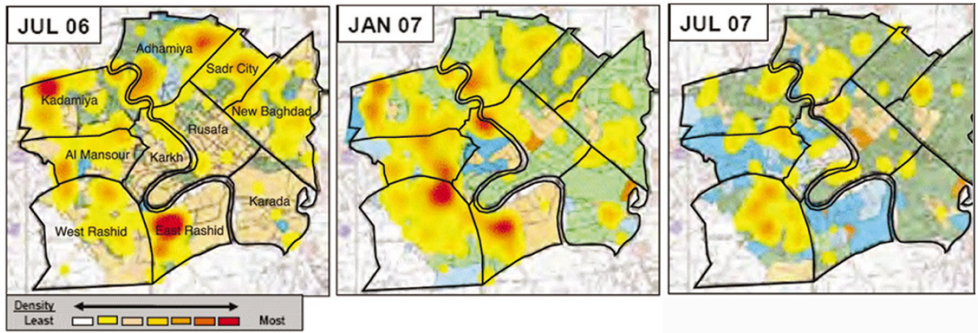 JUL 06
JAN 07
JUL 07
Adhamiya
Sadr City
Kadamiya
New Baghdad
Rusafa
Al Mansour
Karkh
Karada
West Rashid
East Rashid
Density
Least
Most